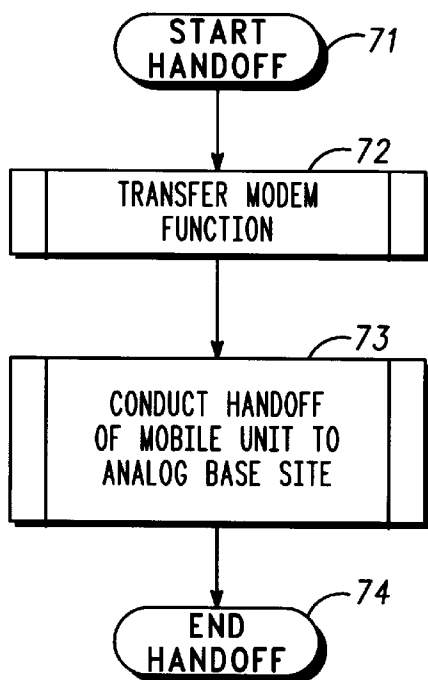 START
HANDOFF
71
72
TRANSFER MODEM
FUNCTION
73
CONDUCT HANDOFF
OF MOBILE UNIT TO
ANALOG BASE SITE
74
END
HANDOFF